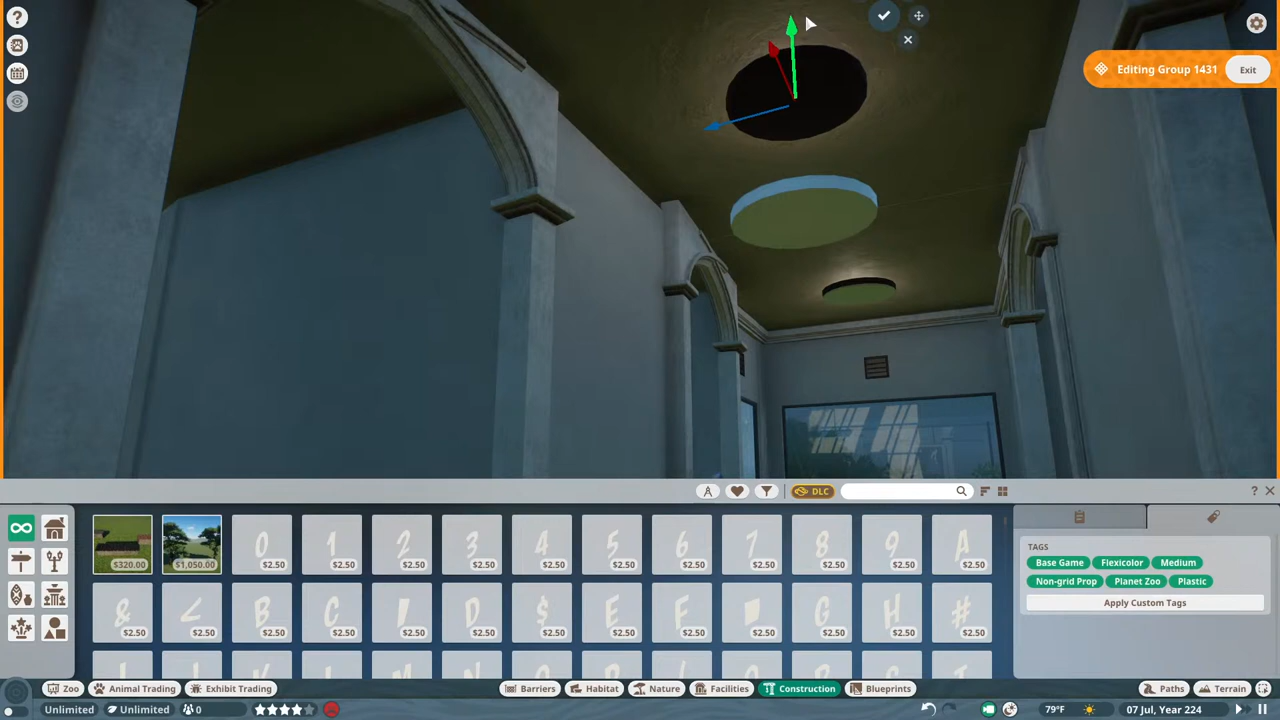 ?
Editing Group 1431
Exit
DLC
?
$320.00
$1,050.00
0
$2.50
1
$2.50
2
$2.50
3
$2.50
4
$2.50
5
$2.50
6
$2.50
7
$2.50
8
$2.50
9
$2.50
A
$2.50
&
$2.50
<
$2.50
B
$2.50
C
$2.50
$2.50
D
$2.50
$
$2.50
E
$2.50
F
$2.50
$2.50
G
$2.50
H
$2.50
#
$2.50
TAGS
Base Game
Flexicolor
Medium
Non-grid Prop
Planet Zoo
Plastic
Apply Custom Tags
Zoo
Animal Trading
Exhibit Trading
Barriers
Habitat
Nature
Facilities
Construction
Blueprints
Paths
Terrain
Unlimited
Unlimited
0
79°F
07 Jul, Year 224